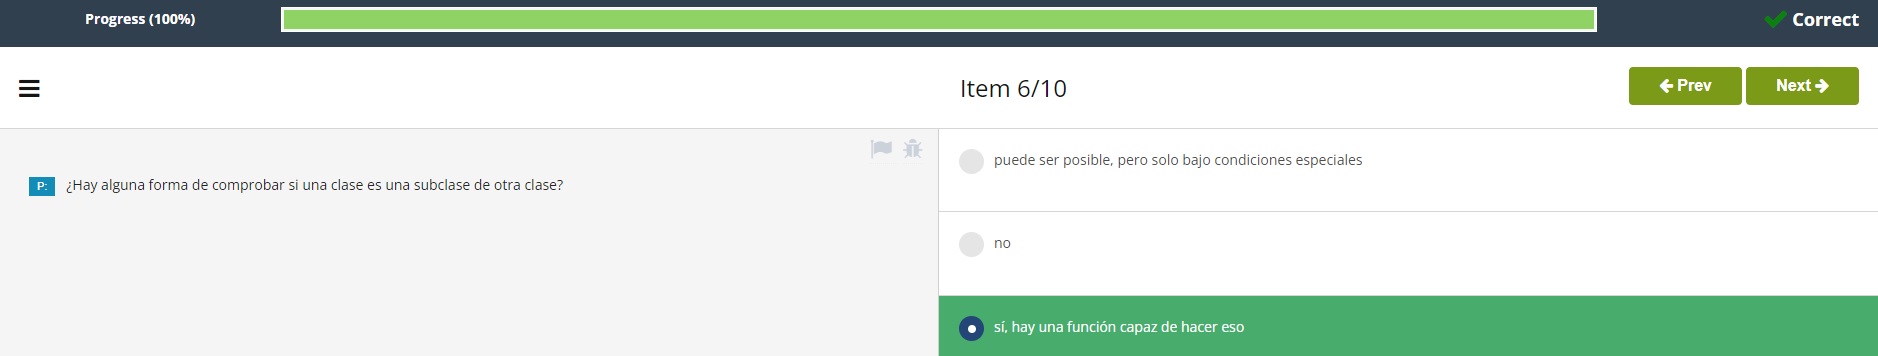 Progress (100%)
Correct
Item 6/10
Prev
Next
P: ¿Hay alguna forma de comprobar si una clase es una subclase de otra clase?
puede ser posible, pero solo bajo condiciones especiales
no
sí, hay una función capaz de hacer eso